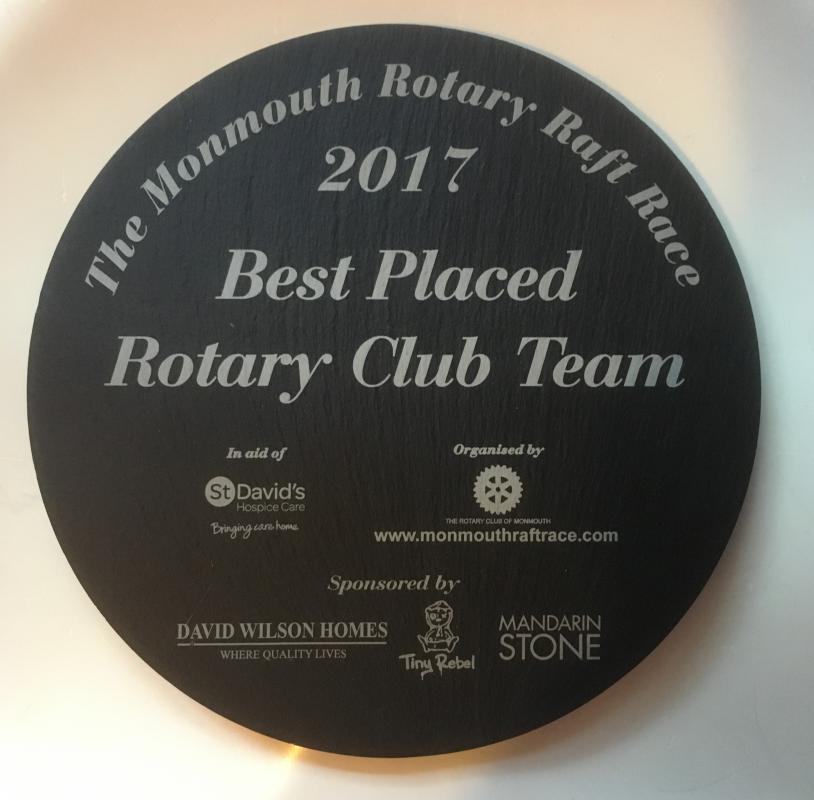 The Monmouth Rotary Raft Race
2017
Best Placed
Rotary Club Team
In aid of
St David's
Hospice Care
Bringing care home
Organised by
THE ROTARY CLUB OF MONMOUTH
www.monmouthraftrace.com
Sponsored by
DAVID WILSON HOMES
WHERE QUALITY LIVES
Tiny Rebel
MANDARIN
STONE